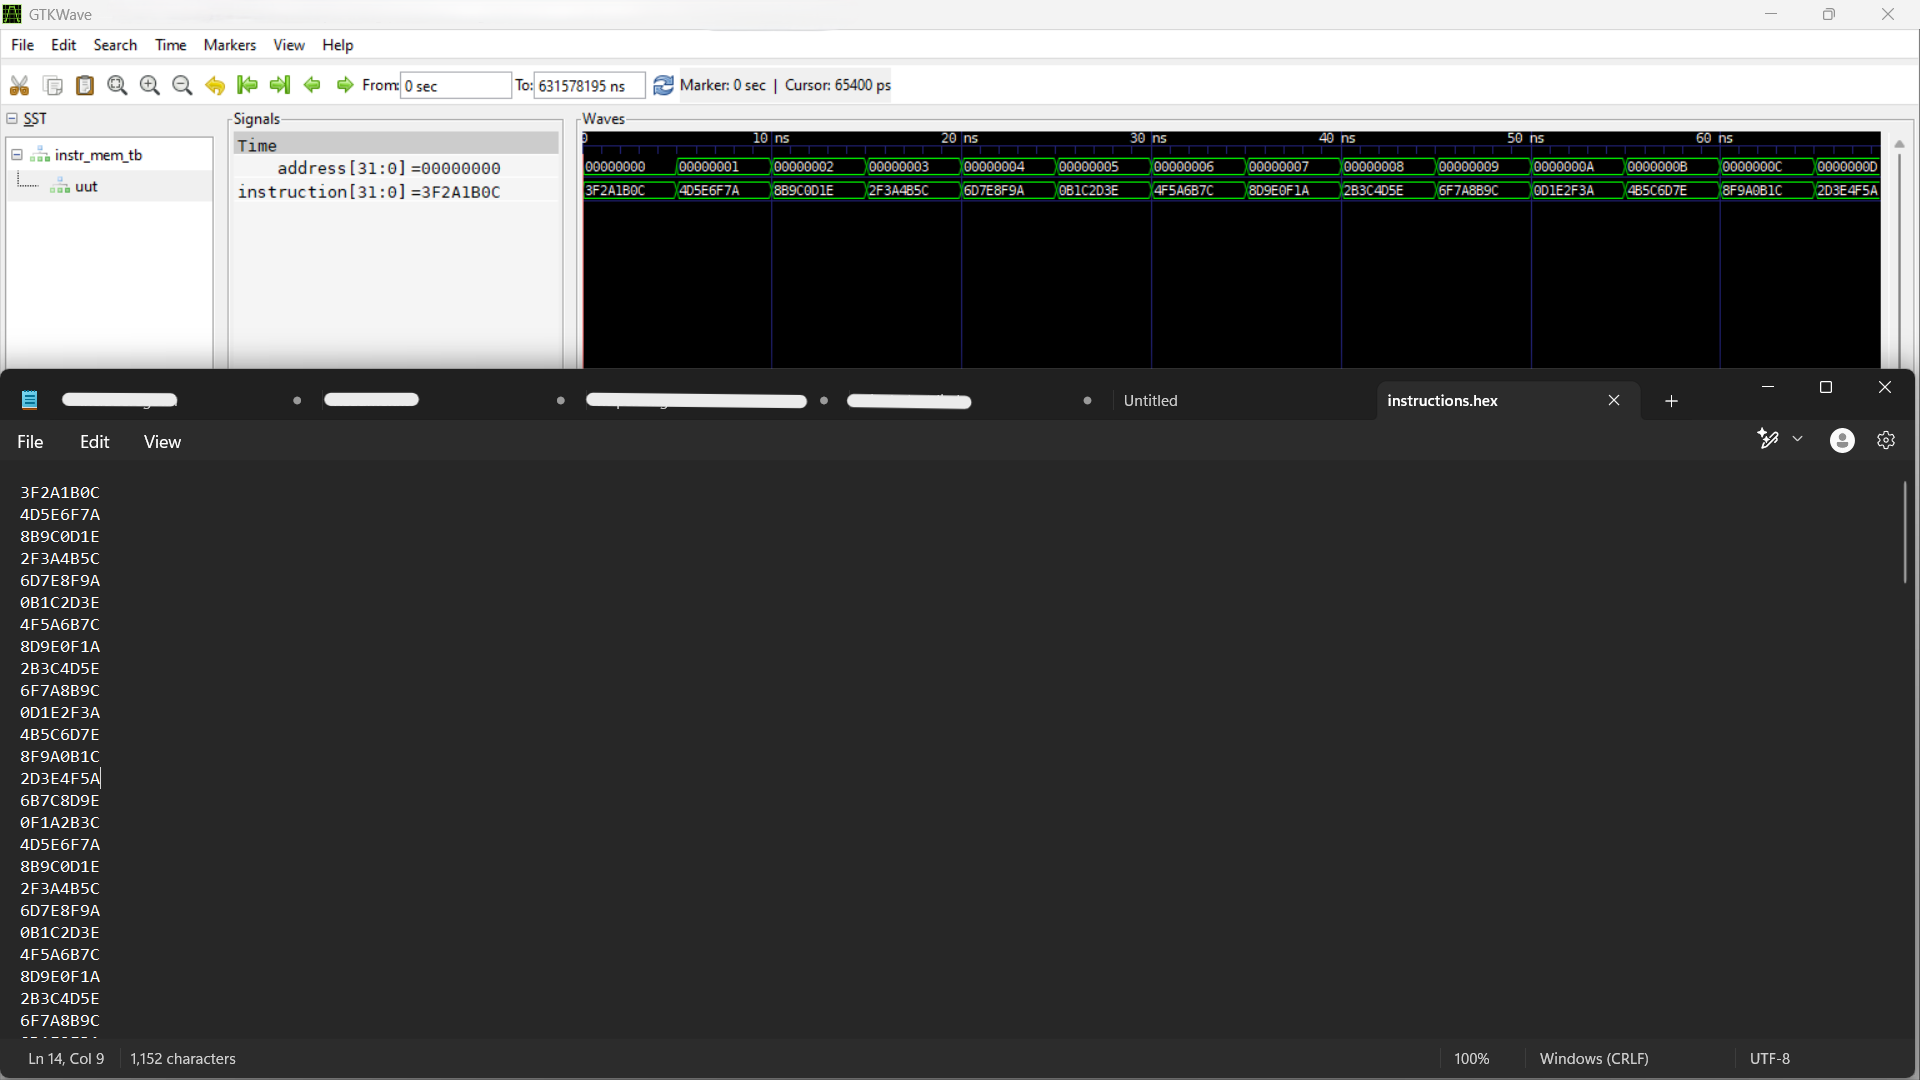 GTKWave
File Edit Search Time Markers View Help
From: 0 sec To: 631578195 ns Marker: 0 sec | Cursor: 65400 ps
SST
instr_mem_tb
uut
Signals
Time
address[31:0] =00000000
instruction[31:0] =3F2A1B0C
Waves
0 10 ns 20 ns 30 ns 40 ns 50 ns 60 ns
00000000 00000001 00000002 00000003 00000004 00000005 00000006 00000007 00000008 00000009 0000000A 0000000B 0000000C 0000000D
3F2A1B0C 4D5E6F7A 8B9C0D1E 2F3A4B5C 6D7E8F9A 0B1C2D3E 4F5A6B7C 8D9E0F1A 2B3C4D5E 6F7A8B9C 0D1E2F3A 4B5C6D7E 8F9A0B1C 2D3E4F5A
Untitled instructions.hex
File Edit View
3F2A1B0C
4D5E6F7A
8B9C0D1E
2F3A4B5C
6D7E8F9A
0B1C2D3E
4F5A6B7C
8D9E0F1A
2B3C4D5E
6F7A8B9C
0D1E2F3A
4B5C6D7E
8F9A0B1C
2D3E4F5A
6B7C8D9E
0F1A2B3C
4D5E6F7A
8B9C0D1E
2F3A4B5C
6D7E8F9A
0B1C2D3E
4F5A6B7C
8D9E0F1A
2B3C4D5E
6F7A8B9C
Ln 14, Col 9 1,152 characters 100% Windows (CRLF) UTF-8